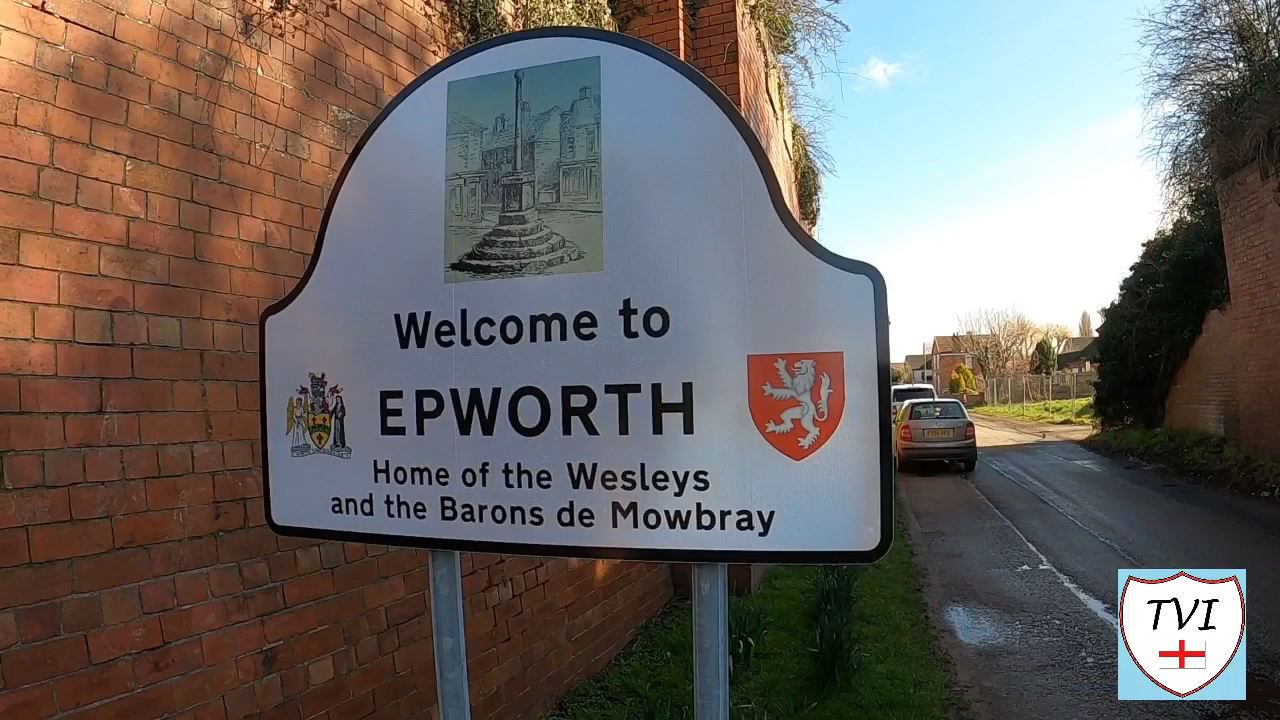 Welcome to
EPWORTH
Home of the Wesleys
and the Barons de Mowbray
TVI